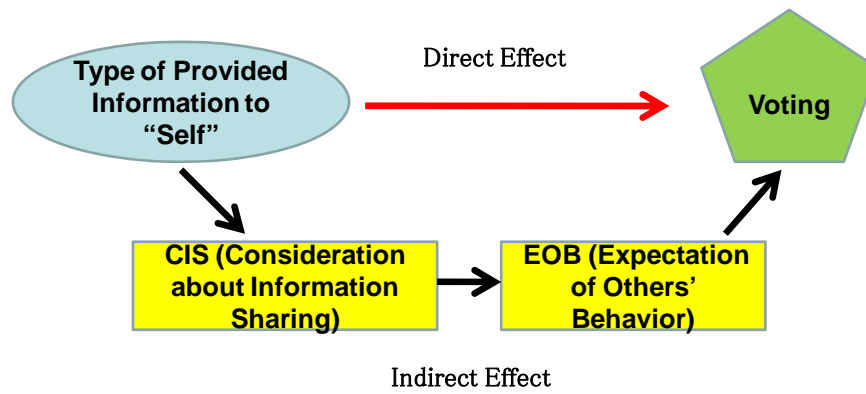 Type of Provided
Information to
“Self”
Direct Effect
Voting
CIS (Consideration
about Information
Sharing)
EOB (Expectation
of Others’
Behavior)
Indirect Effect